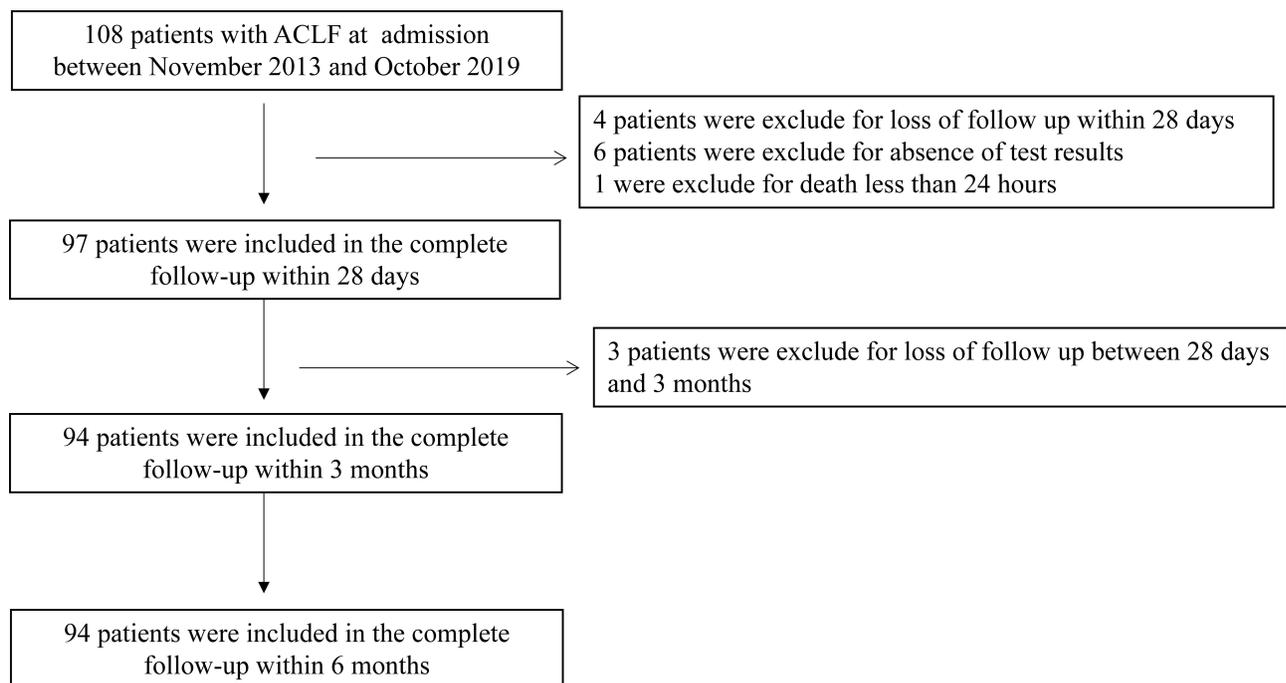 108 patients with ACLF at admission
between November 2013 and October 2019
4 patients were exclude for loss of follow up within 28 days
6 patients were exclude for absence of test results
1 were exclude for death less than 24 hours
97 patients were included in the complete
follow-up within 28 days
3 patients were exclude for loss of follow up between 28 days
and 3 months
94 patients were included in the complete
follow-up within 3 months
94 patients were included in the complete
follow-up within 6 months